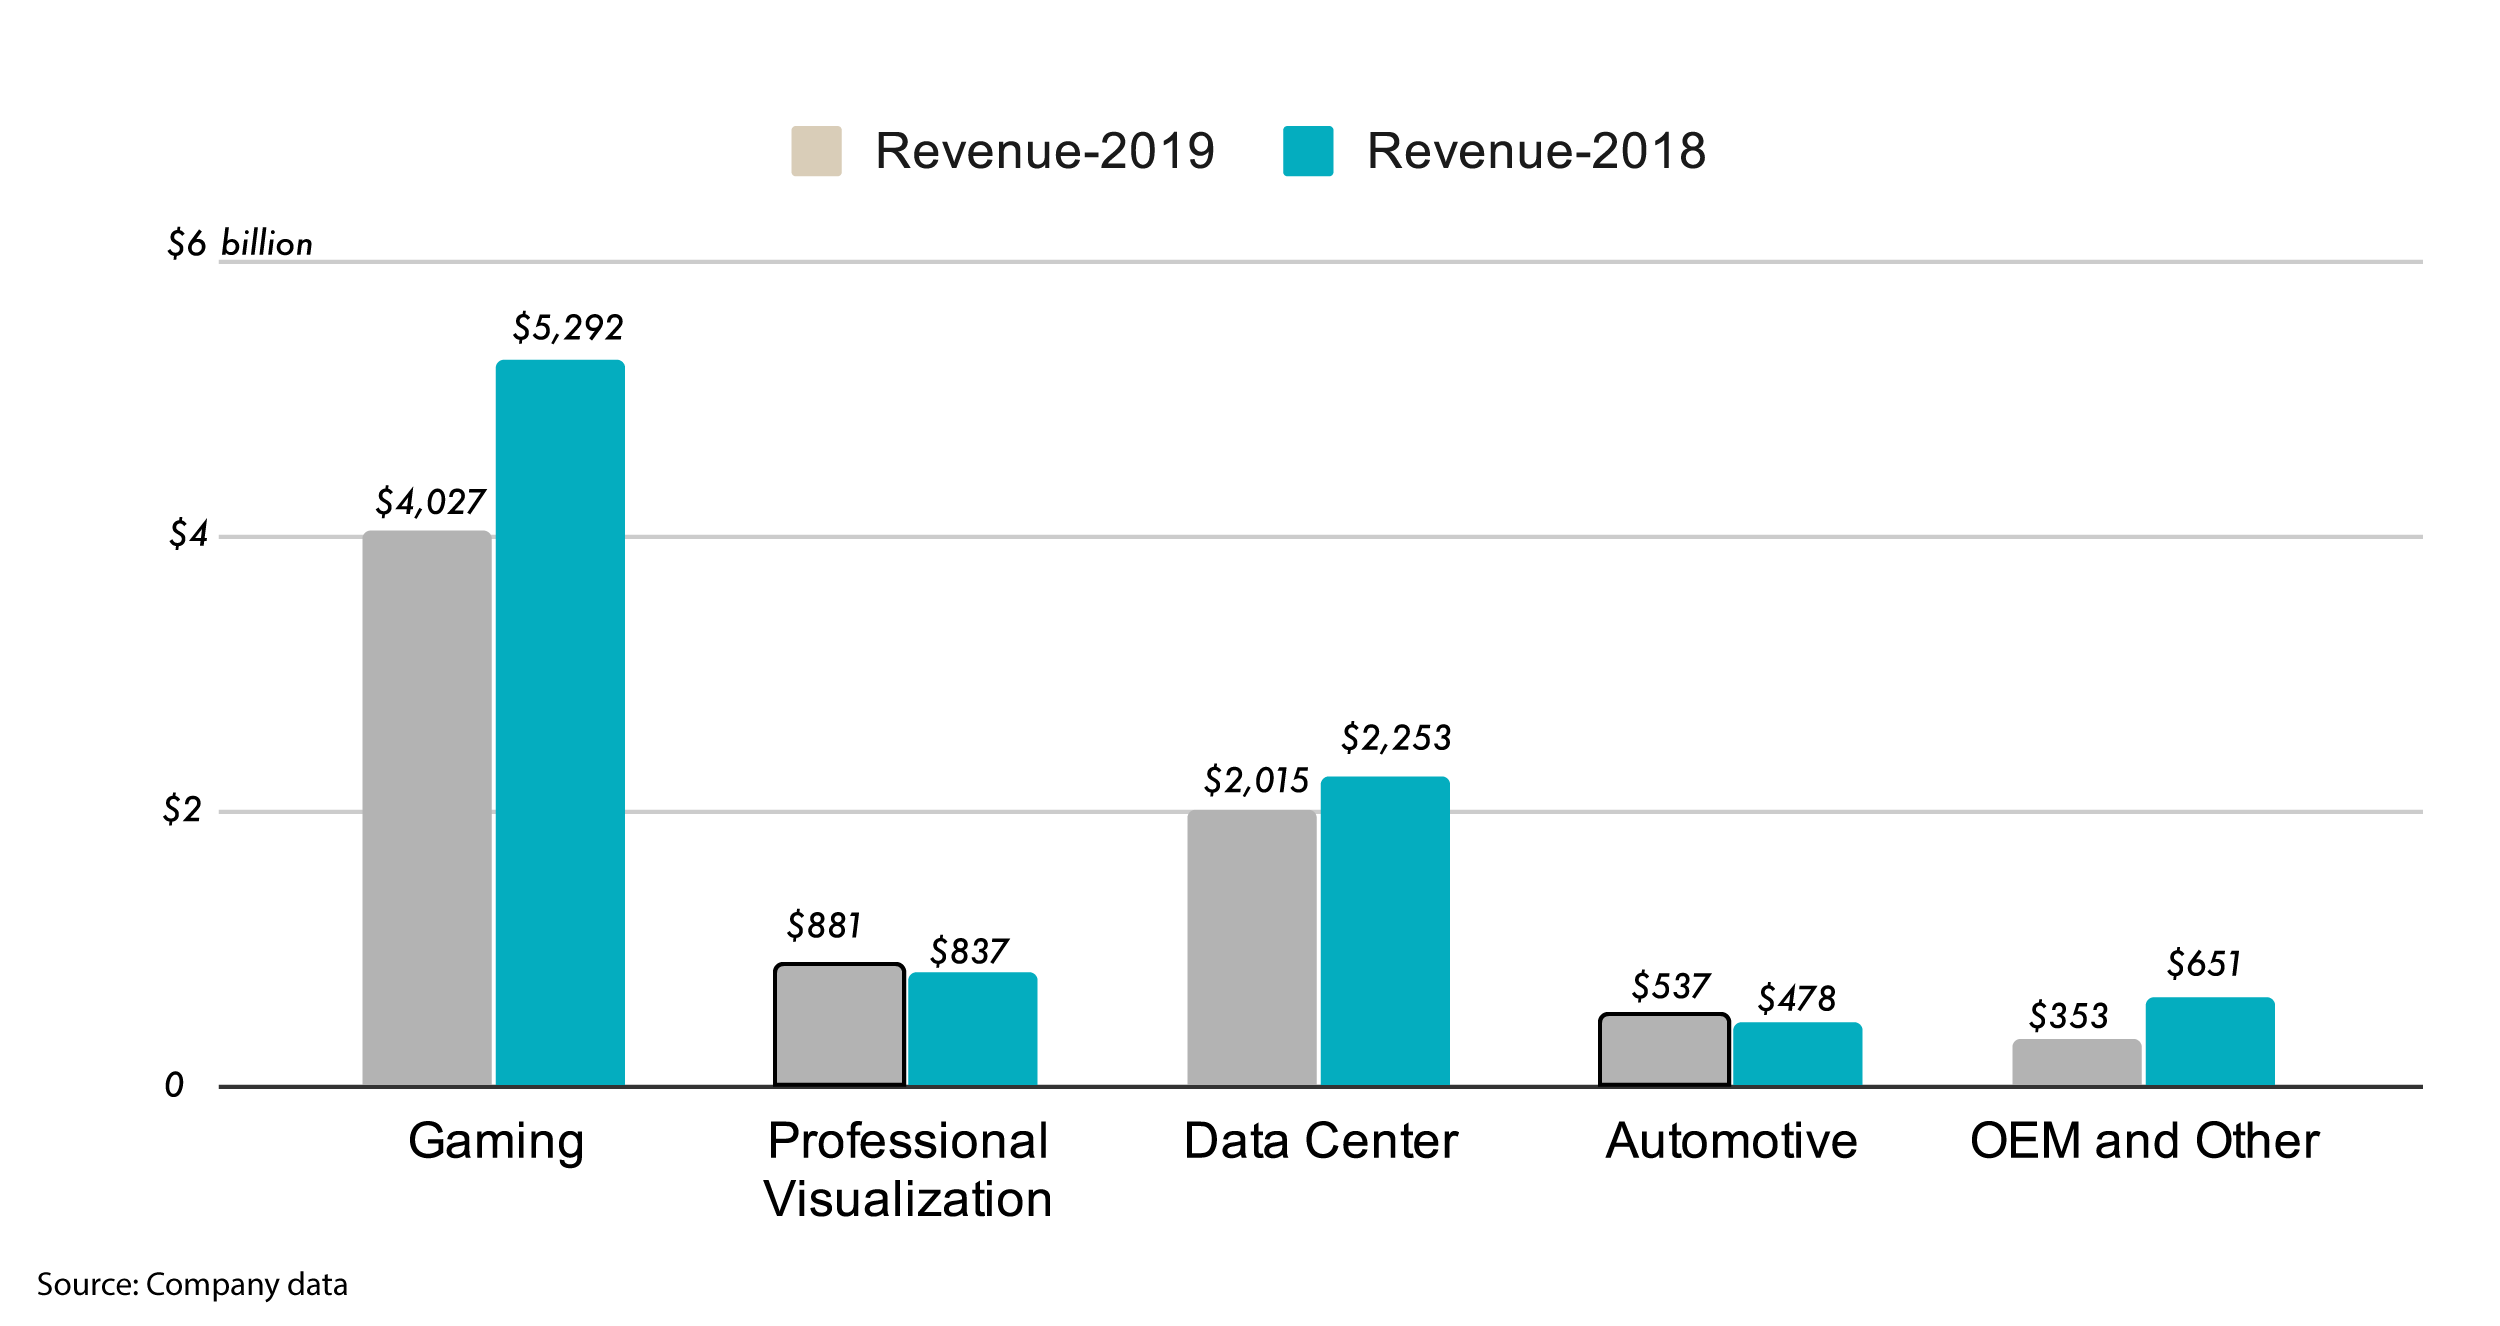 Revenue-2019 Revenue-2018
$6 billion
$5,292
$4,027
$4
$2,253
$2,015
$2
$881
$837
$537
$478
$353
$651
0
Gaming Professional Data Center Automotive OEM and Other
Visualization
Source: Company data